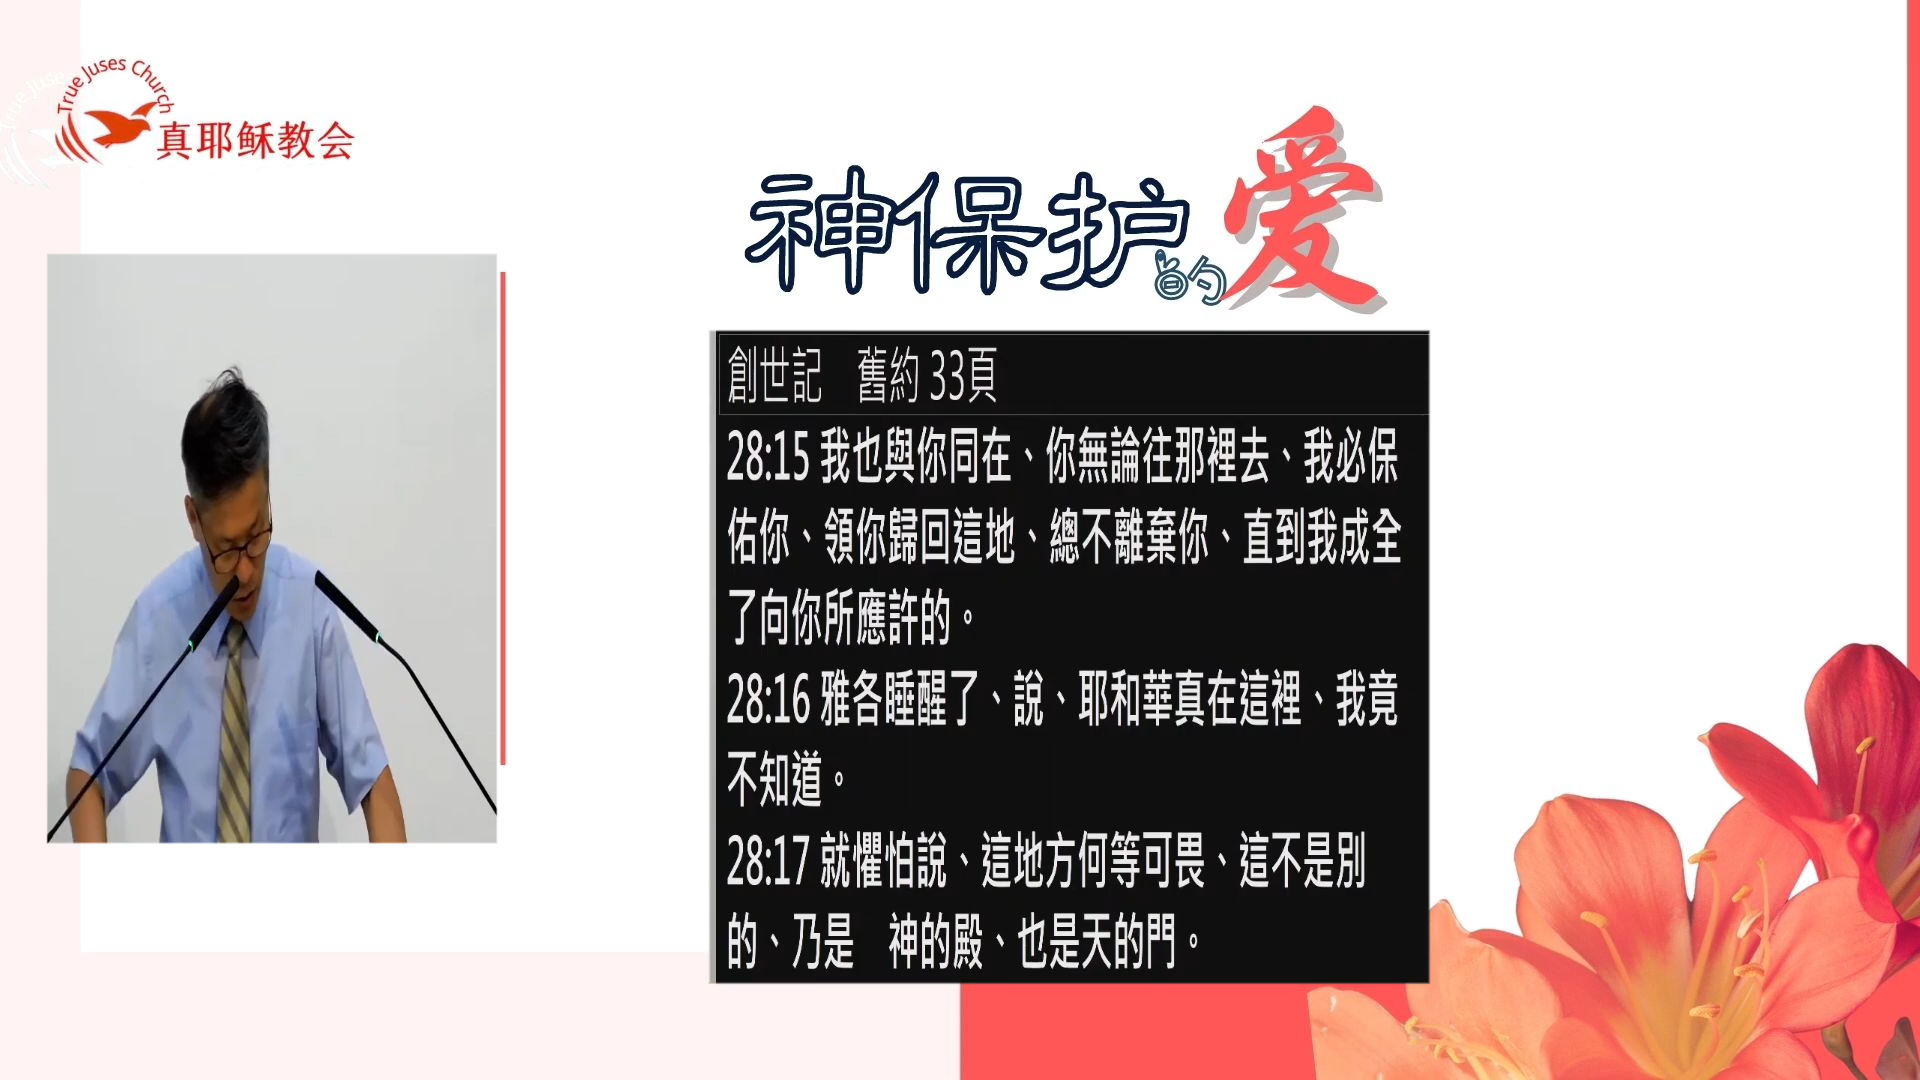 True Juses Church
真耶稣教会
神保护的爱
創世記　舊約 33頁
28:15 我也與你同在、你無論往那裡去、我必保
佑你、領你歸回這地、總不離棄你、直到我成全
了向你所應許的。
28:16 雅各睡醒了、說、耶和華真在這裡、我竟
不知道。
28:17 就懼怕說、這地方何等可畏、這不是別
的、乃是　神的殿、也是天的門。